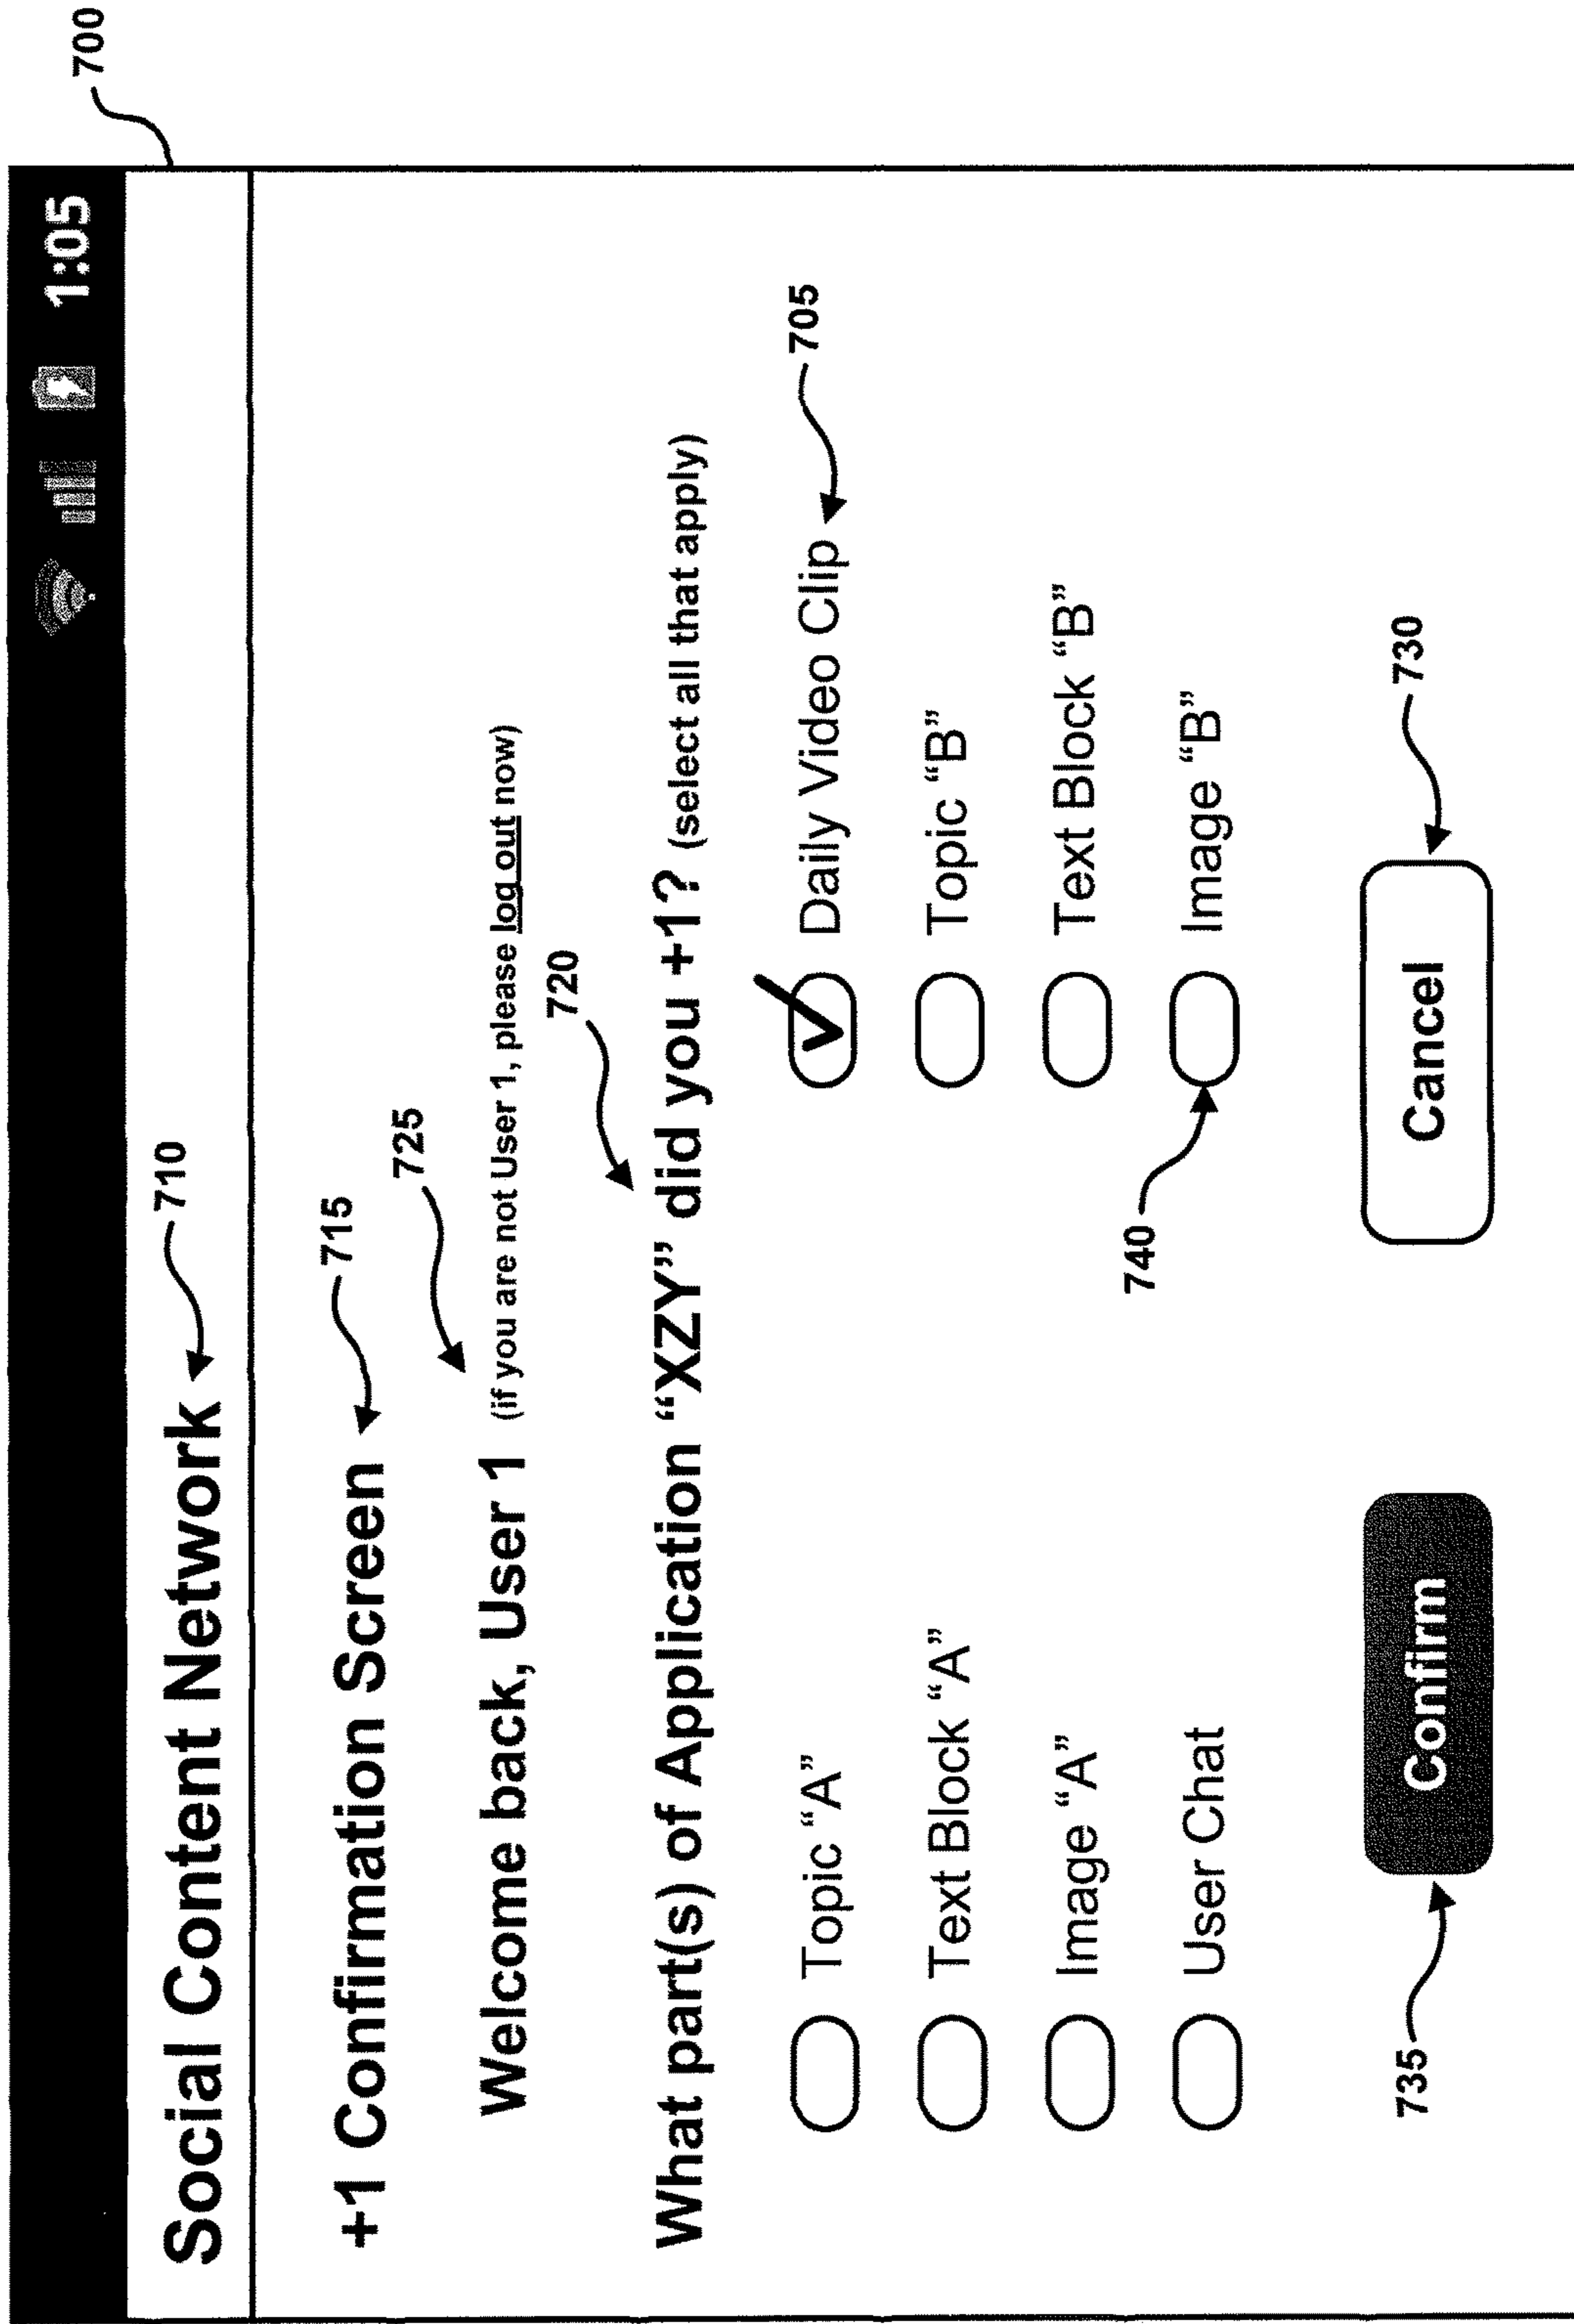 1:05
700
Social Content Network
710
+1 Confirmation Screen
715
725
Welcome back, User 1 (if you are not User 1, please log out now)
720
What part(s) of Application “XZY” did you +1? (select all that apply)
Topic “A”
Daily Video Clip
705
Text Block “A”
Topic “B”
Image “A”
Text Block “B”
740
User Chat
Image “B”
735
Confirm
Cancel
730